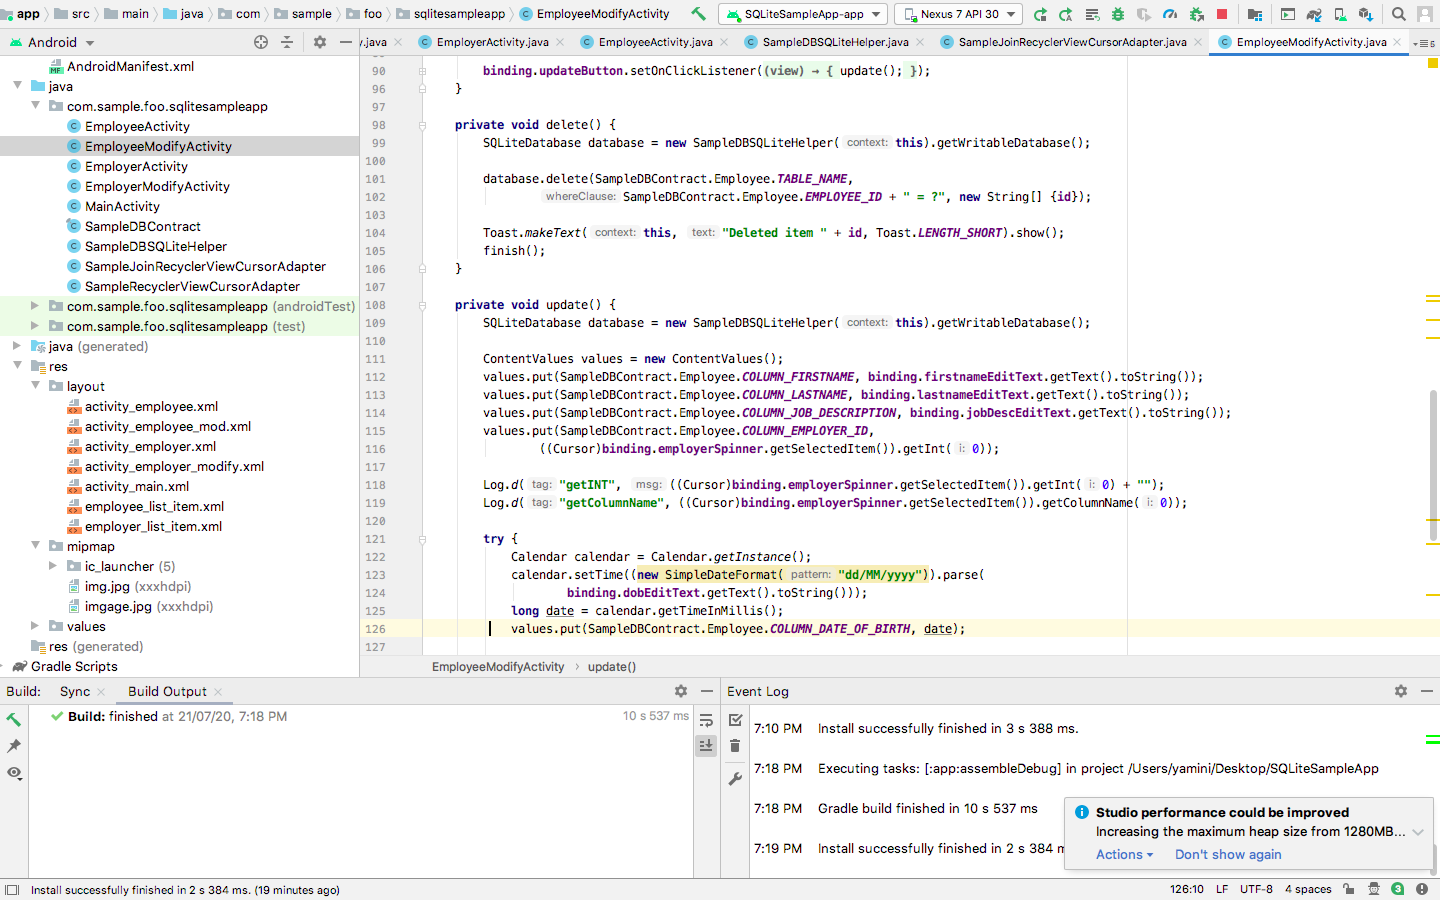 app src main java com sample foo sqlitesampleapp EmployeeModifyActivity SQLiteSampleApp-app Nexus 7 API 30
Android
y.java EmployerActivity.java EmployeeActivity.java SampleDBSQLiteHelper.java SampleJoinRecyclerViewCursorAdapter.java EmployeeModifyActivity.java 5
AndroidManifest.xml
java
com.sample.foo.sqlitesampleapp
EmployeeActivity
EmployeeModifyActivity
EmployerActivity
EmployerModifyActivity
MainActivity
SampleDBContract
SampleDBSQLiteHelper
SampleJoinRecyclerViewCursorAdapter
SampleRecyclerViewCursorAdapter
com.sample.foo.sqlitesampleapp (androidTest)
com.sample.foo.sqlitesampleapp (test)
java (generated)
res
layout
activity_employee.xml
activity_employee_mod.xml
activity_employer.xml
activity_employer_modify.xml
activity_main.xml
employee_list_item.xml
employer_list_item.xml
mipmap
ic_launcher (5)
img.jpg (xxxhdpi)
imgage.jpg (xxxhdpi)
values
res (generated)
Gradle Scripts
90 binding.updateButton.setOnClickListener((view) → { update(); });
96 }
97
98 private void delete() {
99 SQLiteDatabase database = new SampleDBSQLiteHelper( context: this).getWritableDatabase();
100
101 database.delete(SampleDBContract.Employee.TABLE_NAME,
102 whereClause: SampleDBContract.Employee.EMPLOYEE_ID + " = ?", new String[] {id});
103
104 Toast.makeText( context: this, text: "Deleted item " + id, Toast.LENGTH_SHORT).show();
105 finish();
106 }
107
108 private void update() {
109 SQLiteDatabase database = new SampleDBSQLiteHelper( context: this).getWritableDatabase();
110
111 ContentValues values = new ContentValues();
112 values.put(SampleDBContract.Employee.COLUMN_FIRSTNAME, binding.firstnameEditText.getText().toString());
113 values.put(SampleDBContract.Employee.COLUMN_LASTNAME, binding.lastnameEditText.getText().toString());
114 values.put(SampleDBContract.Employee.COLUMN_JOB_DESCRIPTION, binding.jobDescEditText.getText().toString());
115 values.put(SampleDBContract.Employee.COLUMN_EMPLOYER_ID,
116 ((Cursor)binding.employerSpinner.getSelectedItem()).getInt( i: 0));
117
118 Log.d( tag: "getINT", msg: ((Cursor)binding.employerSpinner.getSelectedItem()).getInt( i: 0) + "");
119 Log.d( tag: "getColumnName", ((Cursor)binding.employerSpinner.getSelectedItem()).getColumnName( i: 0));
120
121 try {
122 Calendar calendar = Calendar.getInstance();
123 calendar.setTime((new SimpleDateFormat( pattern: "dd/MM/yyyy")).parse(
124 binding.dobEditText.getText().toString()));
125 long date = calendar.getTimeInMillis();
126 values.put(SampleDBContract.Employee.COLUMN_DATE_OF_BIRTH, date);
127
EmployeeModifyActivity › update()
Build: Sync Build Output
Build: finished at 21/07/20, 7:18 PM 10 s 537 ms
Event Log
7:10 PM Install successfully finished in 3 s 388 ms.
7:18 PM Executing tasks: [:app:assembleDebug] in project /Users/yamini/Desktop/SQLiteSampleApp
7:18 PM Gradle build finished in 10 s 537 ms
7:19 PM Install successfully finished in 2 s 384 m
Studio performance could be improved
Increasing the maximum heap size from 1280MB...
Actions Don't show again
Install successfully finished in 2 s 384 ms. (19 minutes ago)
126:10 LF UTF-8 4 spaces 3